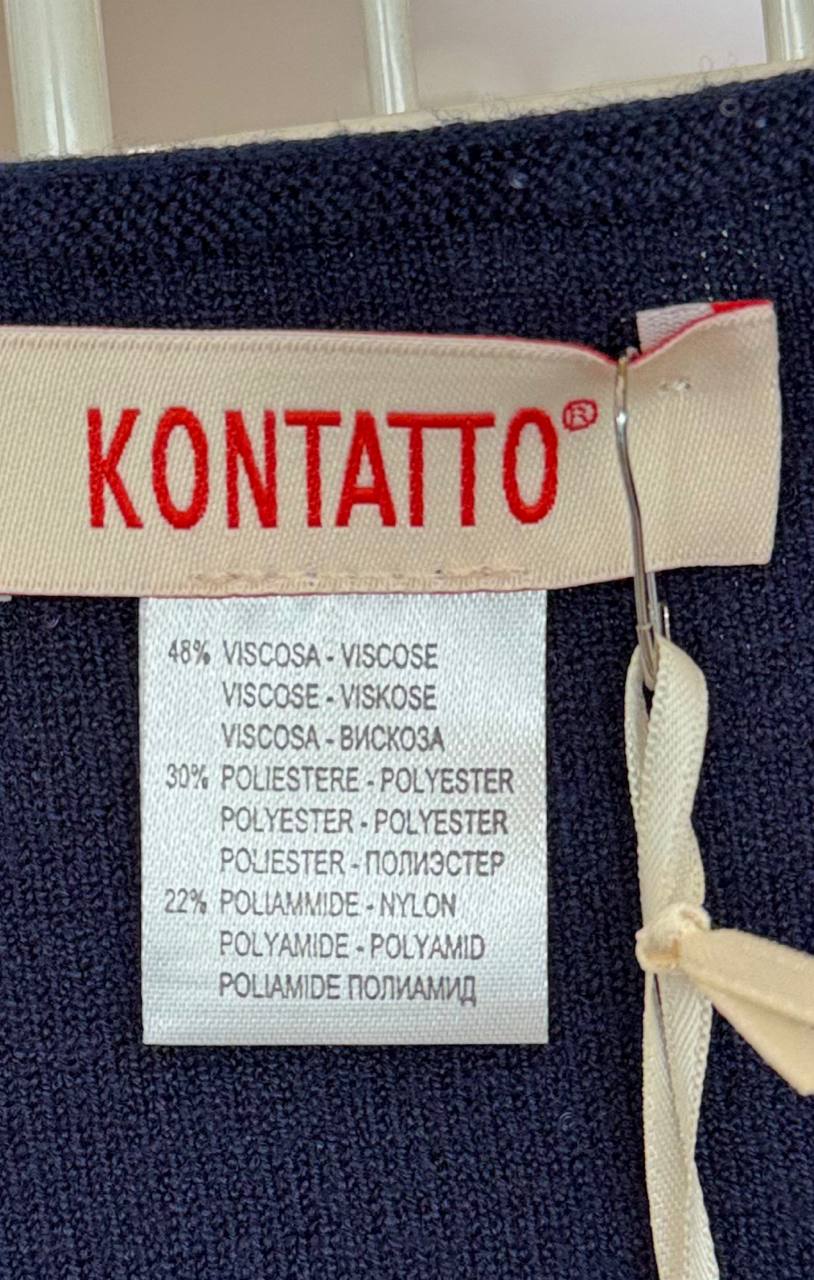 KONTATTO®
48% VISCOSA - VISCOSE
VISCOSE - VISKOSE
VISCOSA - ВИСКОЗА
30% POLIESTERE - POLYESTER
POLYESTER - POLYESTER
POLIESTER - ПОЛИЭСТЕР
22% POLIAMMIDE - NYLON
POLYAMIDE - POLYAMID
POLIAMIDE ПОЛИАМИД